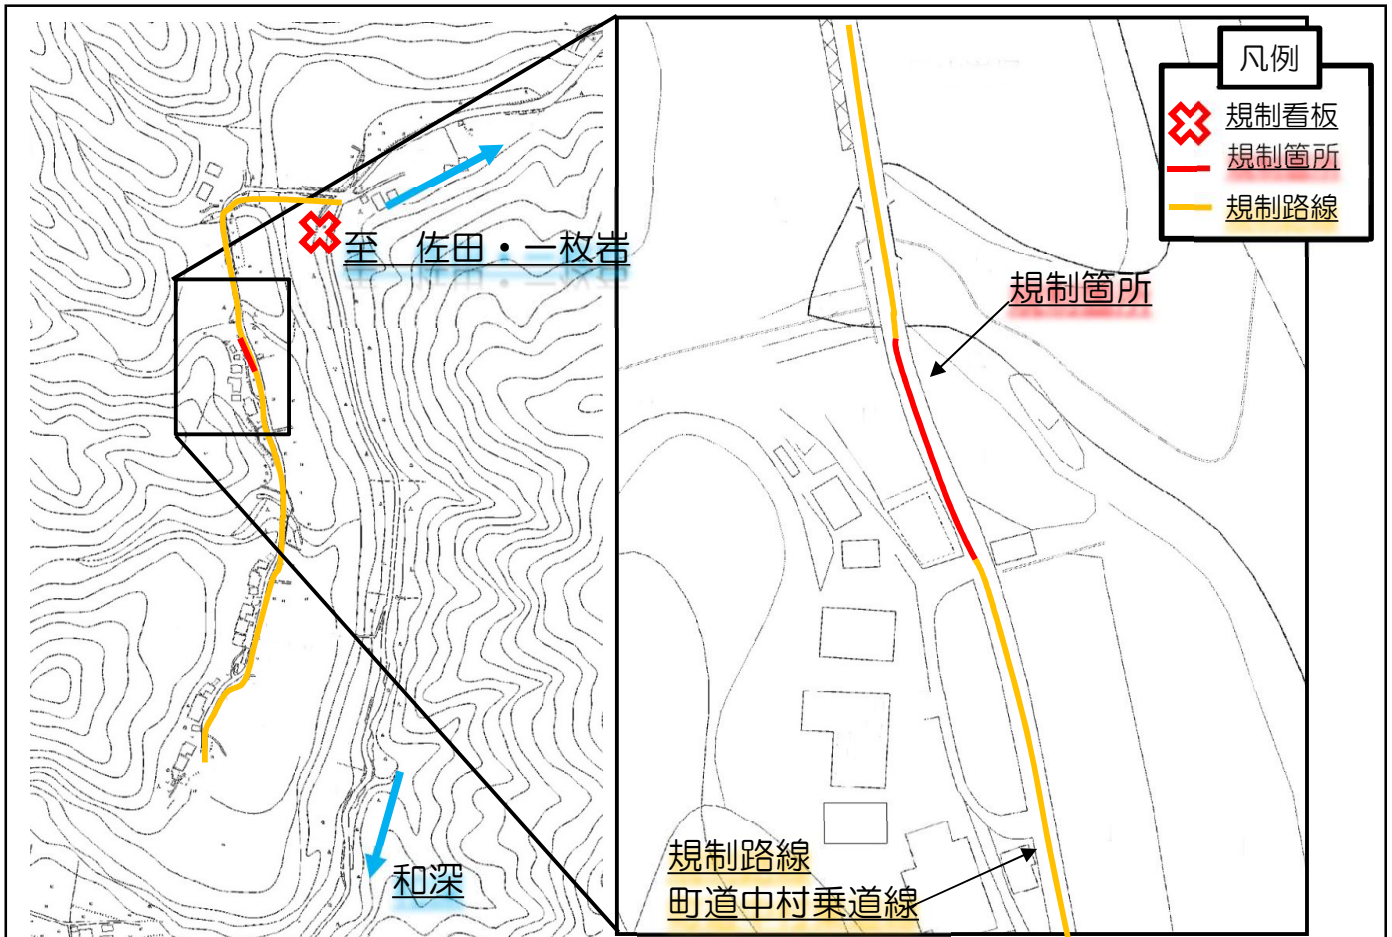 凡例
規制看板
規制箇所
規制路線
至　佐田・一枚岩
規制箇所
和深
規制路線
町道中村乗道線